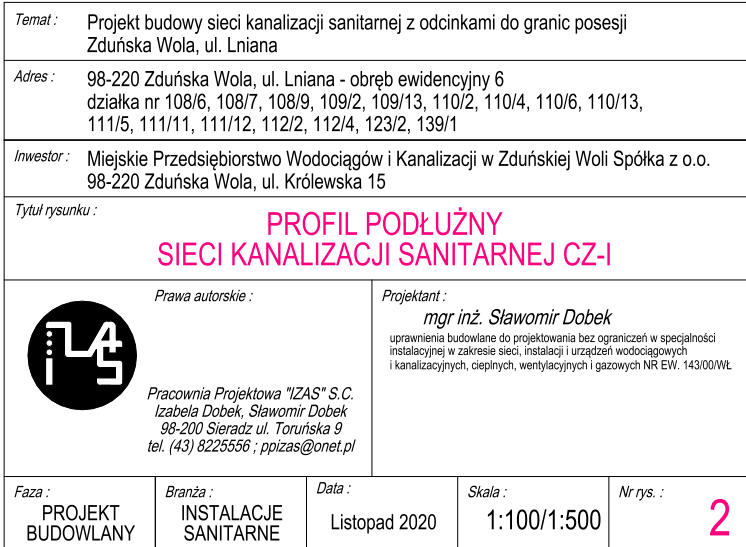 Temat :
Projekt budowy sieci kanalizacji sanitarnej z odcinkami do granic posesji
Zduńska Wola, ul. Lniana
Adres :
98-220 Zduńska Wola, ul. Lniana - obręb ewidencyjny 6
działka nr 108/6, 108/7, 108/9, 109/2, 109/13, 110/2, 110/4, 110/6, 110/13,
111/5, 111/11, 111/12, 112/2, 112/4, 123/2, 139/1
Inwestor :
Miejskie Przedsiębiorstwo Wodociągów i Kanalizacji w Zduńskiej Woli Spółka z o.o.
98-220 Zduńska Wola, ul. Królewska 15
Tytuł rysunku :
PROFIL PODŁUŻNY
SIECI KANALIZACJI SANITARNEJ CZ-I
IZAS
Prawa autorskie :
Pracownia Projektowa "IZAS" S.C.
Izabela Dobek, Sławomir Dobek
98-200 Sieradz ul. Toruńska 9
tel. (43) 8225556 ; ppizas@onet.pl
Projektant :
mgr inż. Sławomir Dobek
uprawnienia budowlane do projektowania bez ograniczeń w specjalności
instalacyjnej w zakresie sieci, instalacji i urządzeń wodociągowych
i kanalizacyjnych, cieplnych, wentylacyjnych i gazowych NR EW. 143/00/WŁ
Faza :
PROJEKT
BUDOWLANY
Branża :
INSTALACJE
SANITARNE
Data :
Listopad 2020
Skala :
1:100/1:500
Nr rys. :
2